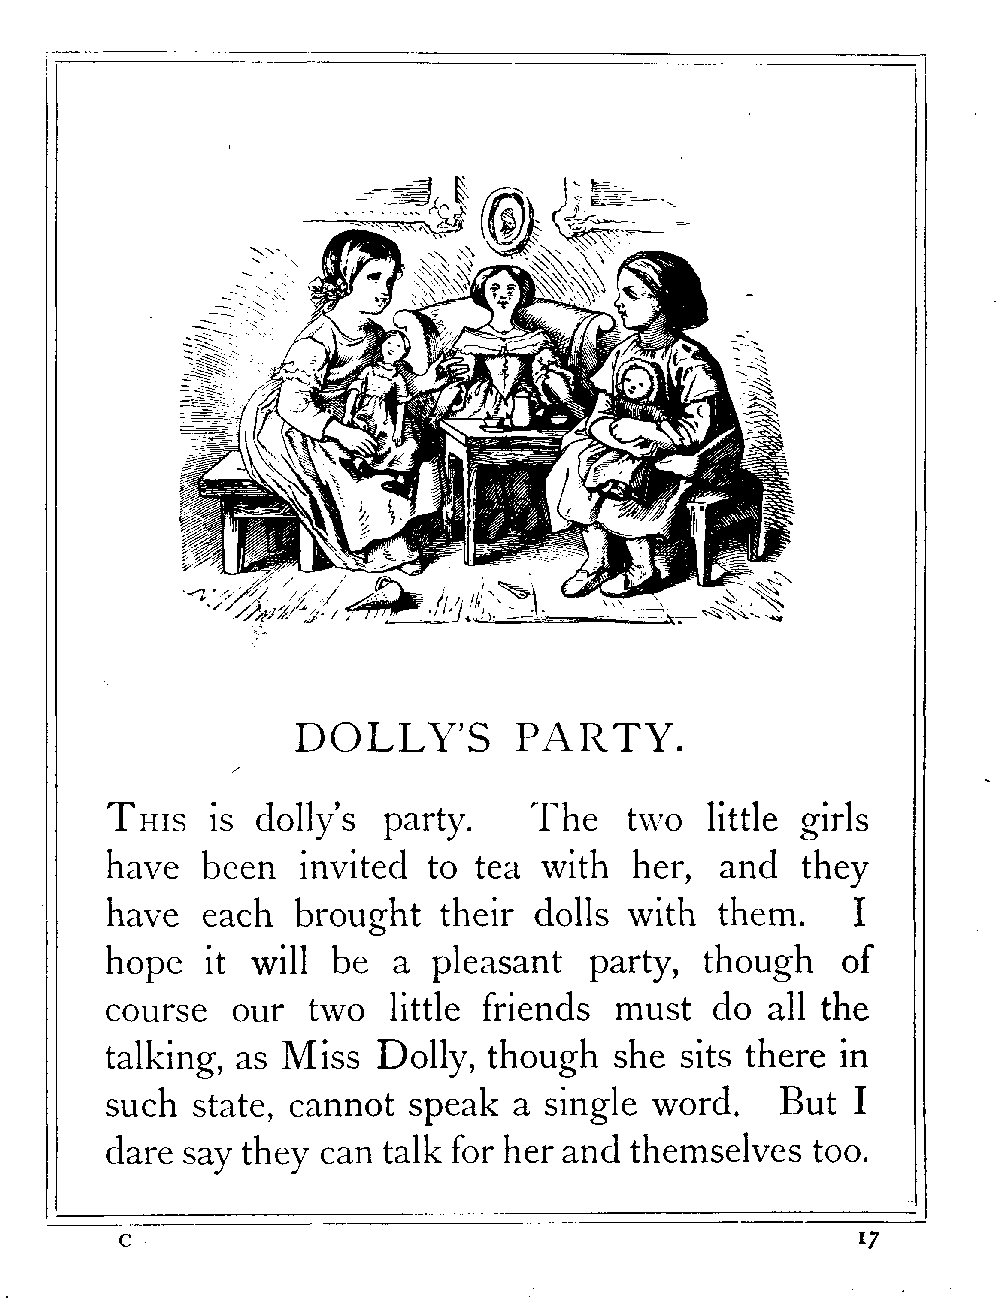 DOLLY'S PARTY.
THIS is dolly's party. The two little girls
have been invited to tea with her, and they
have each brought their dolls with them. I
hope it will be a pleasant party, though of
course our two little friends must do all the
talking, as Miss Dolly, though she sits there in
such state, cannot speak a single word. But I
dare say they can talk for her and themselves too.
C 17